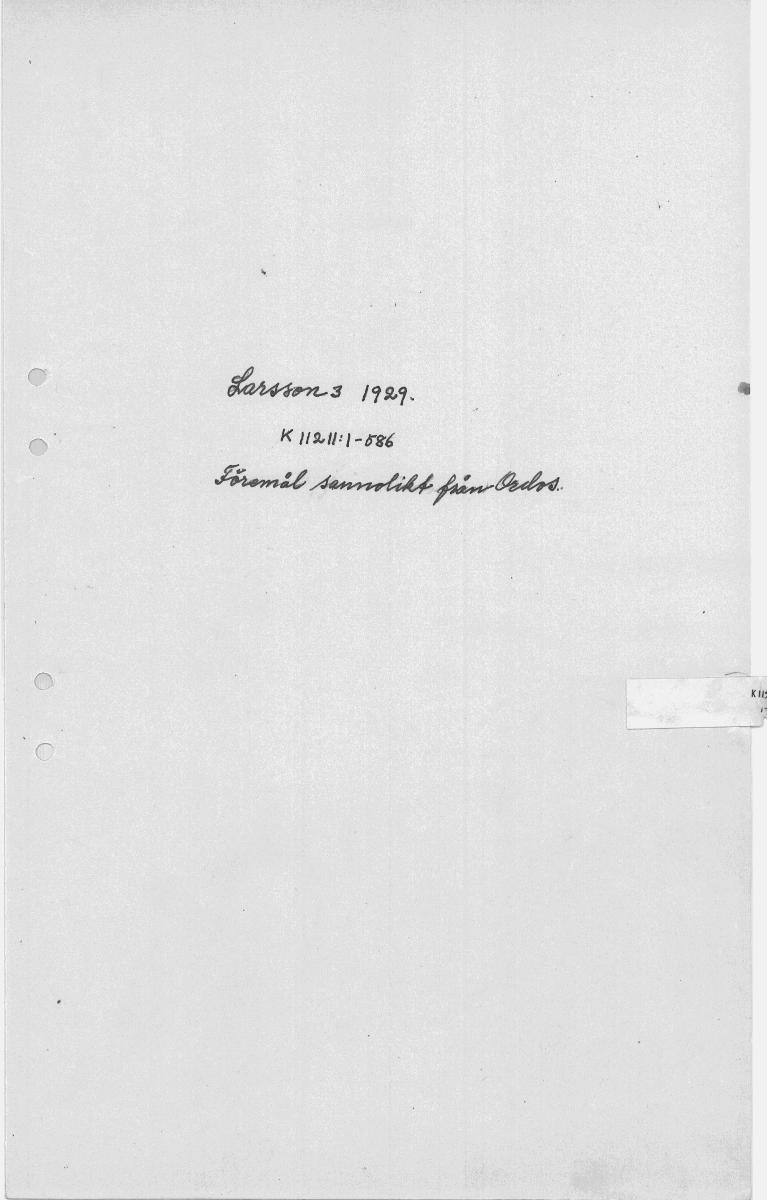 Larsson 3 1929.
K 11211:1-586
Föremål sannolikt från Ordos.